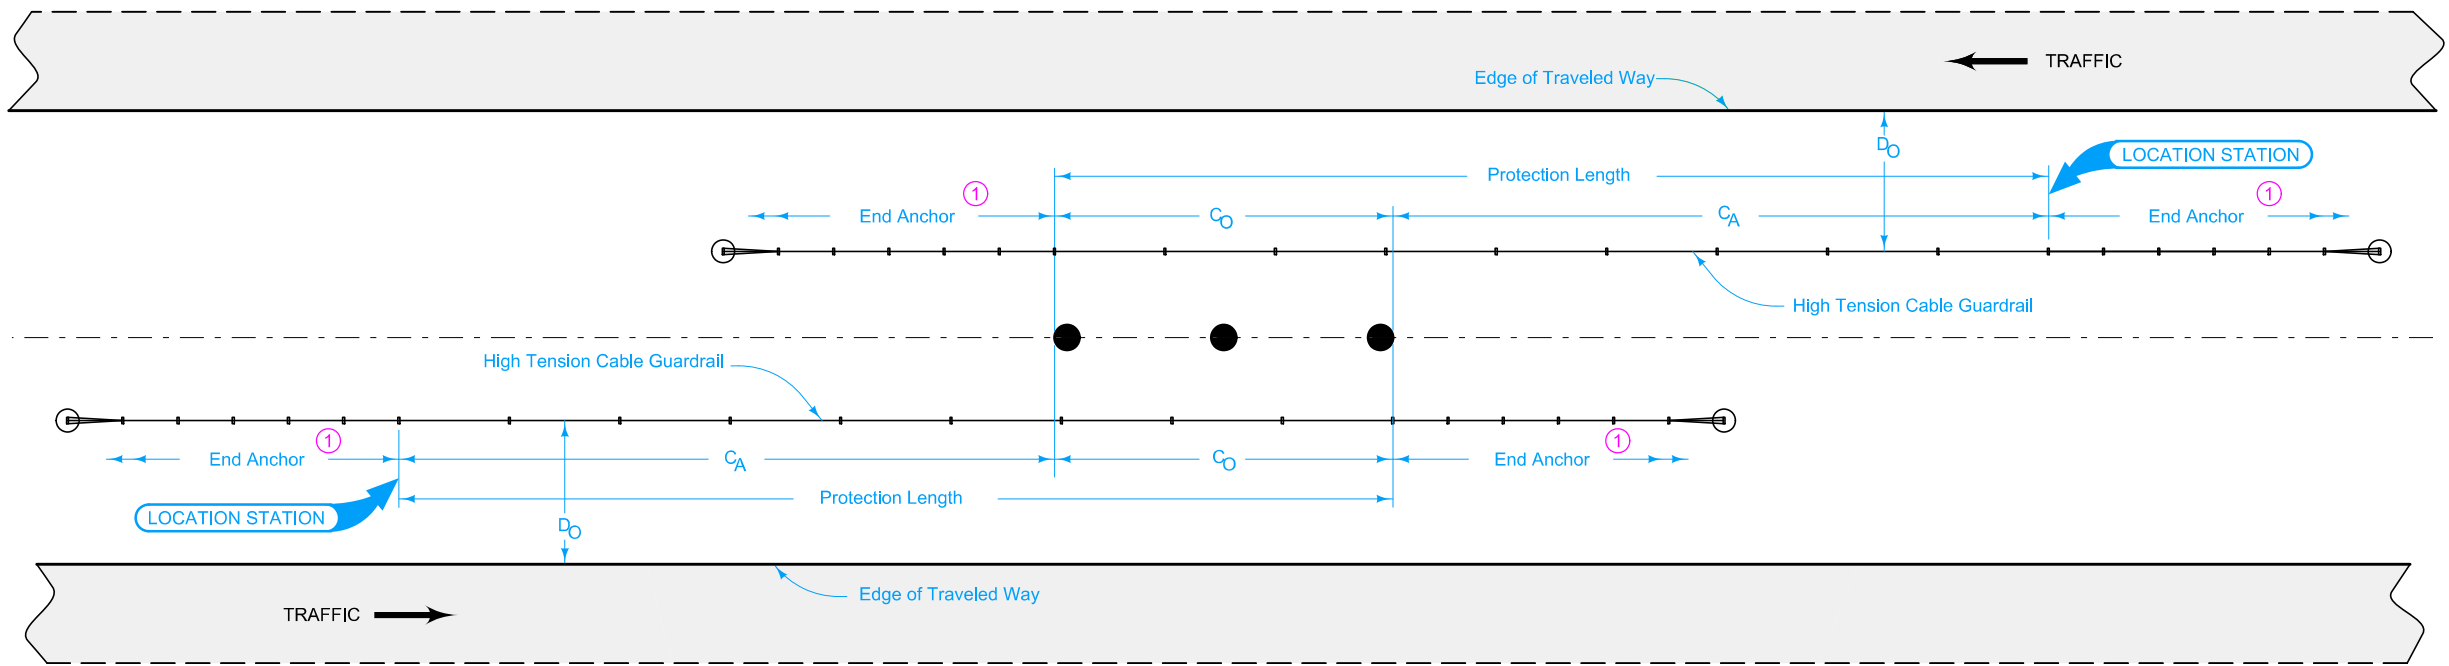 TRAFFIC
Edge of Traveled Way
DO
LOCATION STATION
Protection Length
1
1
End Anchor
CO
CA
End Anchor
High Tension Cable Guardrail
High Tension Cable Guardrail
1
1
End Anchor
CA
CO
End Anchor
Protection Length
LOCATION STATION
DO
Edge of Traveled Way
TRAFFIC